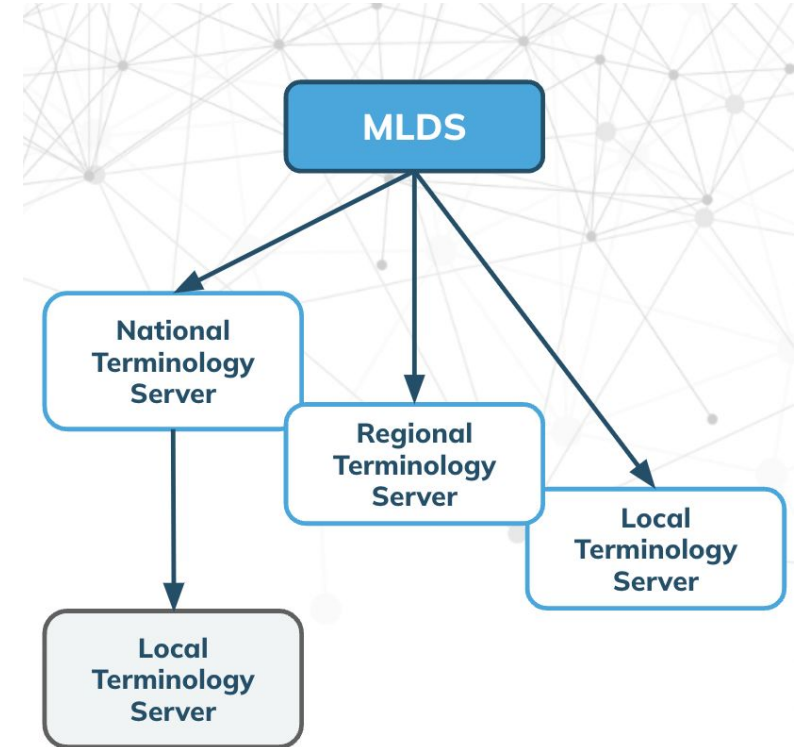 MLDS
National
Terminology
Server
Regional
Terminology
Server
Local
Terminology
Server
Local
Terminology
Server